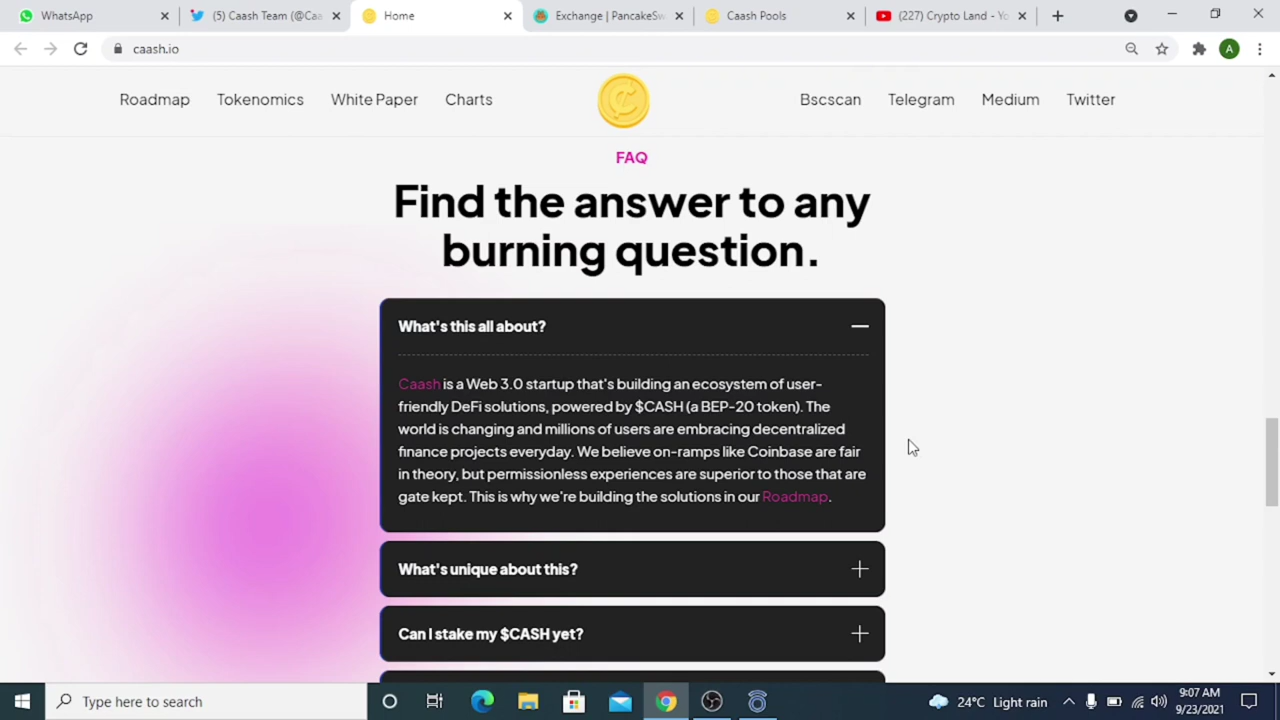 WhatsApp
(5) Caash Team (@Caa
Home
Exchange | PancakeSw
Caash Pools
(227) Crypto Land - Yo
caash.io
A
Roadmap
Tokenomics
White Paper
Charts
Bscscan
Telegram
Medium
Twitter
FAQ
Find the answer to any
burning question.
What's this all about?
Caash is a Web 3.0 startup that's building an ecosystem of user-
friendly DeFi solutions, powered by $CASH (a BEP-20 token). The
world is changing and millions of users are embracing decentralized
finance projects everyday. We believe on-ramps like Coinbase are fair
in theory, but permissionless experiences are superior to those that are
gate kept. This is why we're building the solutions in our Roadmap.
What's unique about this?
Can I stake my $CASH yet?
Type here to search
24°C Light rain
9:07 AM
9/23/2021